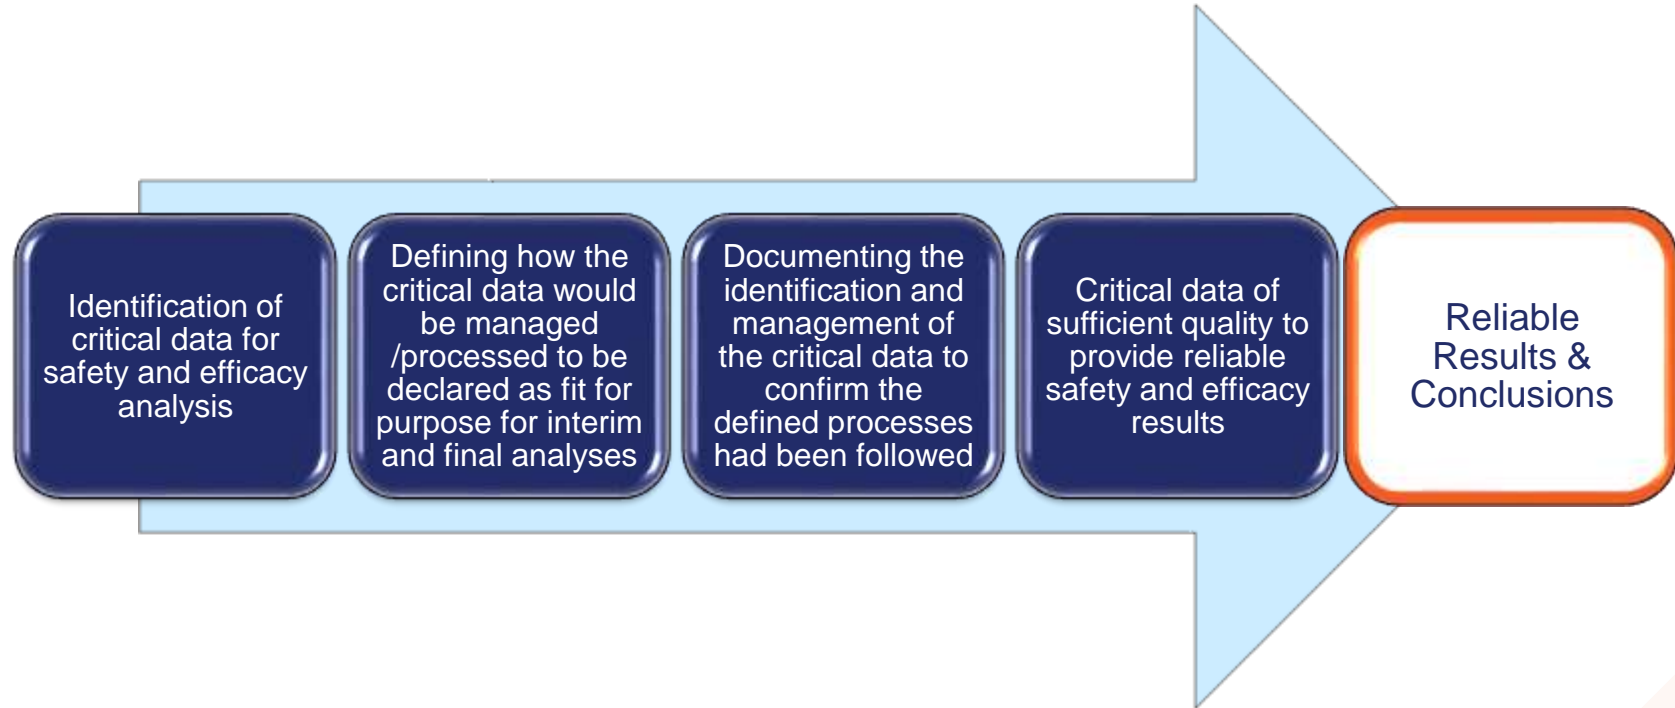 Identification of
critical data for
safety and efficacy
analysis
Defining how the
critical data would
be managed
/processed to be
declared as fit for
purpose for interim
and final analyses
Documenting the
identification and
management of
the critical data to
confirm the
defined processes
had been followed
Critical data of
sufficient quality to
provide reliable
safety and efficacy
results
Reliable
Results &
Conclusions